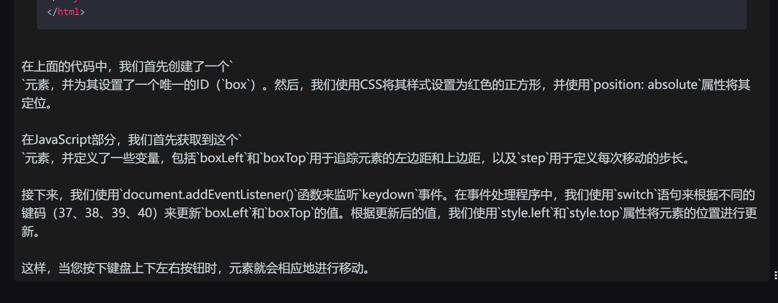 </html>
在上面的代码中，我们首先创建了一个`
`元素，并为其设置了一个唯一的ID（`box`）。然后，我们使用CSS将其样式设置为红色的正方形，并使用`position: absolute`属性将其
定位。
在JavaScript部分，我们首先获取到这个`
`元素，并定义了一些变量，包括`boxLeft`和`boxTop`用于追踪元素的左边距和上边距，以及`step`用于定义每次移动的步长。
接下来，我们使用`document.addEventListener()`函数来监听`keydown`事件。在事件处理程序中，我们使用`switch`语句来根据不同的
键码（37、38、39、40）来更新`boxLeft`和`boxTop`的值。根据更新后的值，我们使用`style.left`和`style.top`属性将元素的位置进行更
新。
这样，当您按下键盘上下左右按钮时，元素就会相应地进行移动。